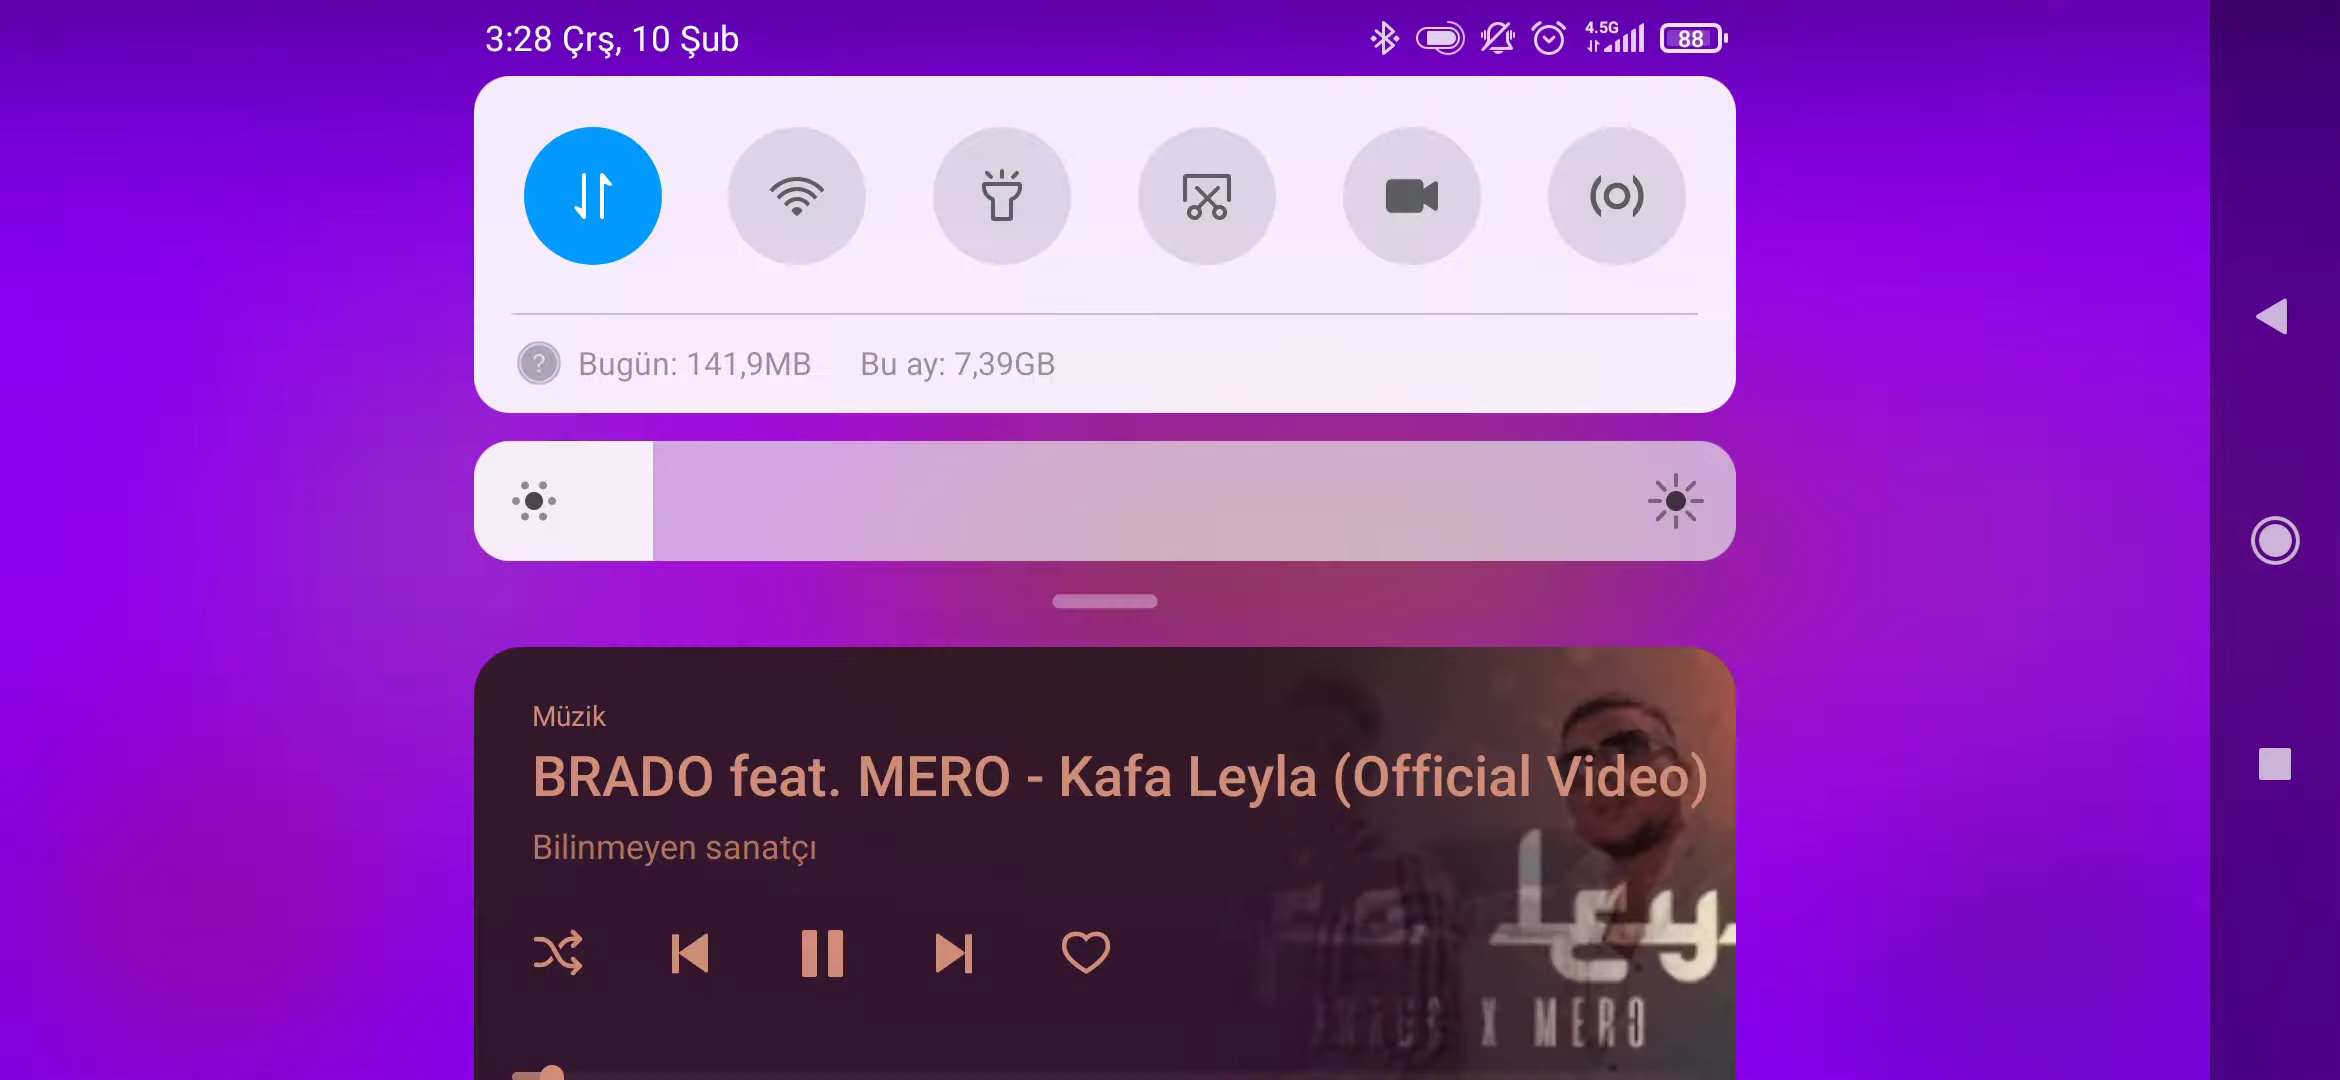 3:28 Çrş, 10 Şub
4.5G
88
? Bugün: 141,9MB Bu ay: 7,39GB
Müzik
BRADO feat. MERO - Kafa Leyla (Official Video)
Bilinmeyen sanatçı
Ley
X MERO